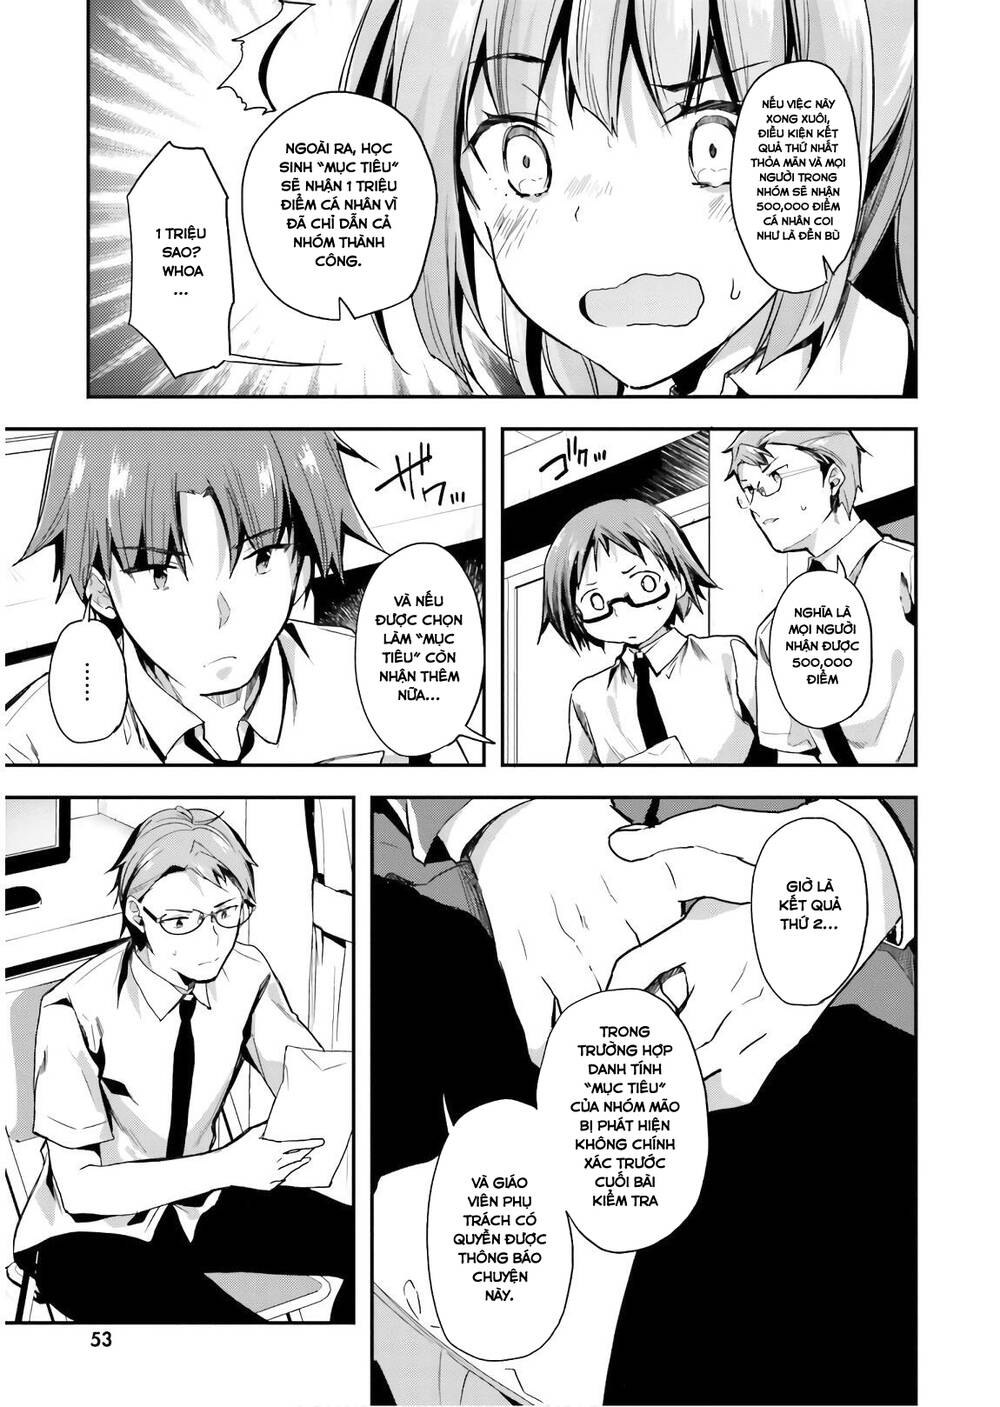 NẾU VIỆC NÀY
XONG XUÔI,
ĐIỀU KIỆN KẾT
QUẢ THỨ NHẤT
THỎA MÃN VÀ MỌI
NGƯỜI TRONG
NHÓM SẼ NHẬN
500,000 ĐIỂM
CÁ NHÂN COI
NHƯ LÀ ĐỀN BÙ
NGOÀI RA, HỌC
SINH "MỤC TIÊU"
SẼ NHẬN 1 TRIỆU
ĐIỂM CÁ NHÂN VÌ
ĐÃ CHỈ DẪN CẢ
NHÓM THÀNH
CÔNG.
1 TRIỆU
SAO?
WHOA
...
ゴクッ...
NGHĨA LÀ
MỌI NGƯỜI
NHẬN ĐƯỢC
500,000
ĐIỂM
ザワ...
VÀ NẾU
ĐƯỢC CHỌN
LÀM "MỤC
TIÊU" CÒN
NHẬN THÊM
NỮA...
......
GIỜ LÀ
KẾT QUẢ
THỨ 2...
TRONG
TRƯỜNG HỢP
DANH TÍNH
"MỤC TIÊU"
CỦA NHÓM MÃO
BỊ PHÁT HIỆN
KHÔNG CHÍNH
XÁC TRƯỚC
CUỐI BÀI
KIỂM TRA
VÀ GIÁO
VIÊN PHỤ
TRÁCH CÓ
QUYỀN ĐƯỢC
THÔNG BÁO
CHUYỆN
NÀY.
53